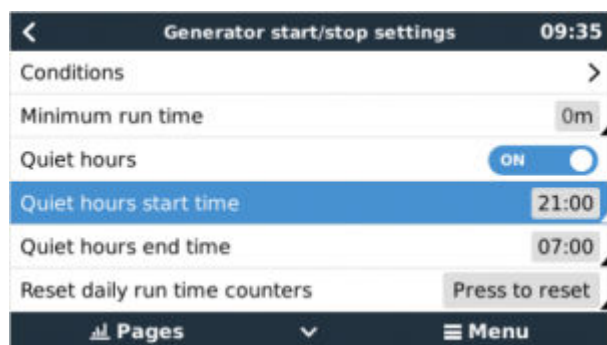 Generator start/stop settings 09:35
Conditions
Minimum run time 0m
Quiet hours ON
Quiet hours start time 21:00
Quiet hours end time 07:00
Reset daily run time counters Press to reset
Pages Menu